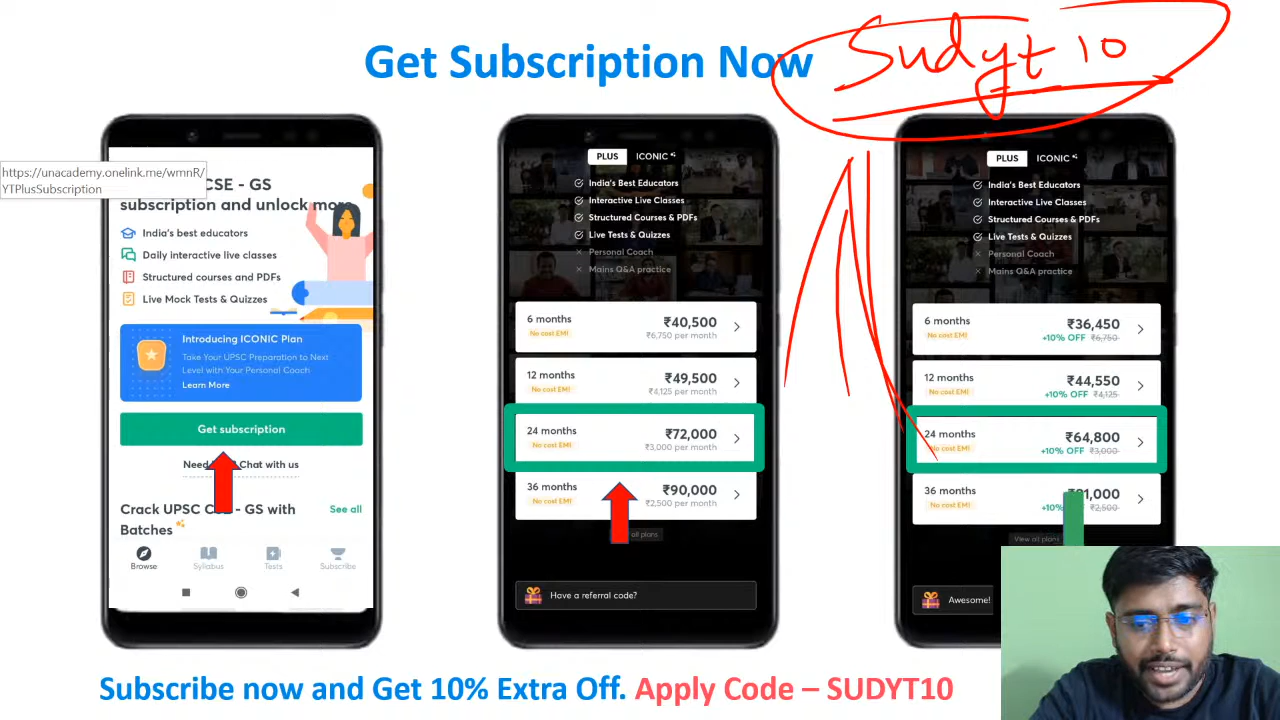 Get Subscription Now
Sudyt 10
https://unacademy.onelink.me/wmnR/
YTPlusSubscription
CSE - GS
subscription and unlock more
India's best educators
Daily interactive live classes
Structured courses and PDFs
Live Mock Tests & Quizzes
Introducing ICONIC Plan
Take Your UPSC Preparation to Next
Level with Your Personal Coach
Learn More
Get subscription
Need Chat with us
Crack UPSC CSE - GS with
Batches
See all
Browse
Syllabus
Tests
Subscribe
PLUS ICONIC
India's Best Educators
Interactive Live Classes
Structured Courses & PDFs
Live Tests & Quizzes
Personal Coach
Mains Q&A practice
6 months ₹40,500
No cost EMI ₹6,750 per month
12 months ₹49,500
No cost EMI ₹4,125 per month
24 months ₹72,000
No cost EMI ₹3,000 per month
36 months ₹90,000
No cost EMI ₹2,500 per month
all plans
Have a referral code?
PLUS ICONIC
India's Best Educators
Interactive Live Classes
Structured Courses & PDFs
Live Tests & Quizzes
Personal Coach
Mains Q&A practice
6 months ₹36,450
No cost EMI +10% OFF ₹6,750
12 months ₹44,550
No cost EMI +10% OFF ₹4,125
24 months ₹64,800
No cost EMI +10% OFF ₹3,000
36 months 1,000
No cost EMI +10% ₹2,500
View all plans
Awesome!
Subscribe now and Get 10% Extra Off. Apply Code – SUDYT10